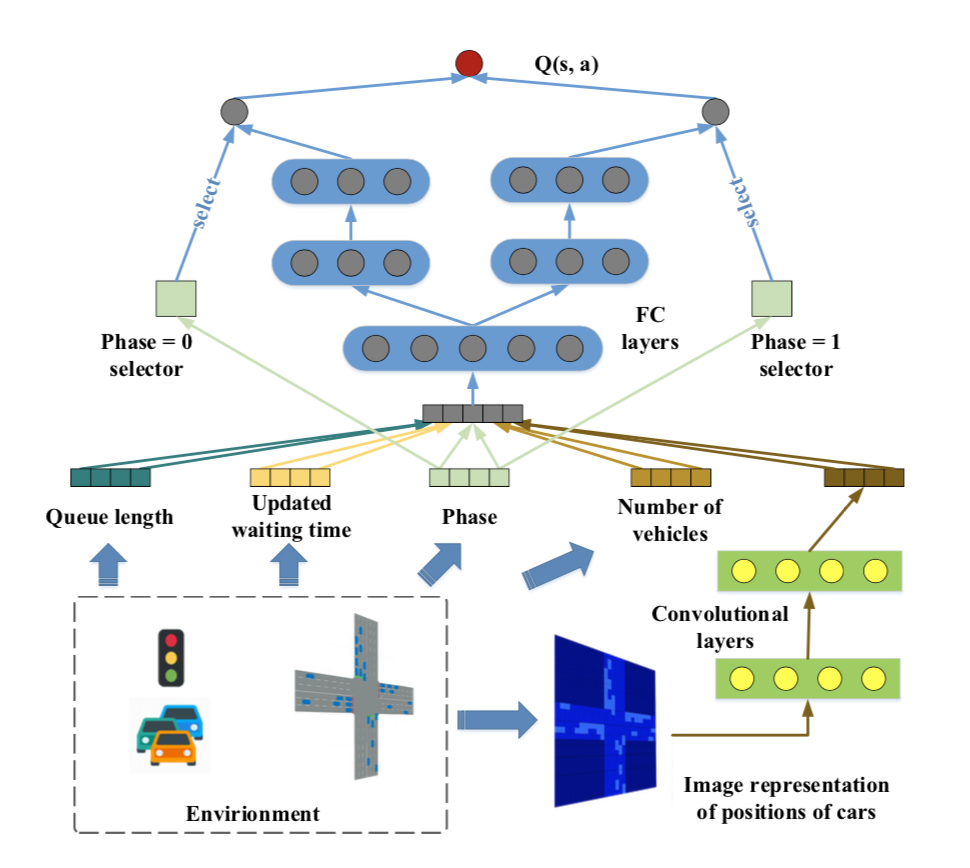 Q(s, a)
select
select
FC
layers
Phase = 0
selector
Phase = 1
selector
Queue length
Updated
waiting time
Phase
Number of
vehicles
Convolutional
layers
Image representation
of positions of cars
Envirionment